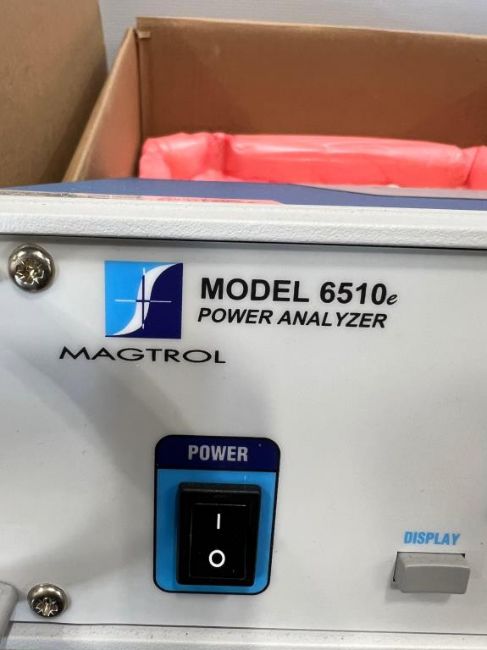 MODEL 6510e
POWER ANALYZER
MAGTROL
POWER
I
O
DISPLAY